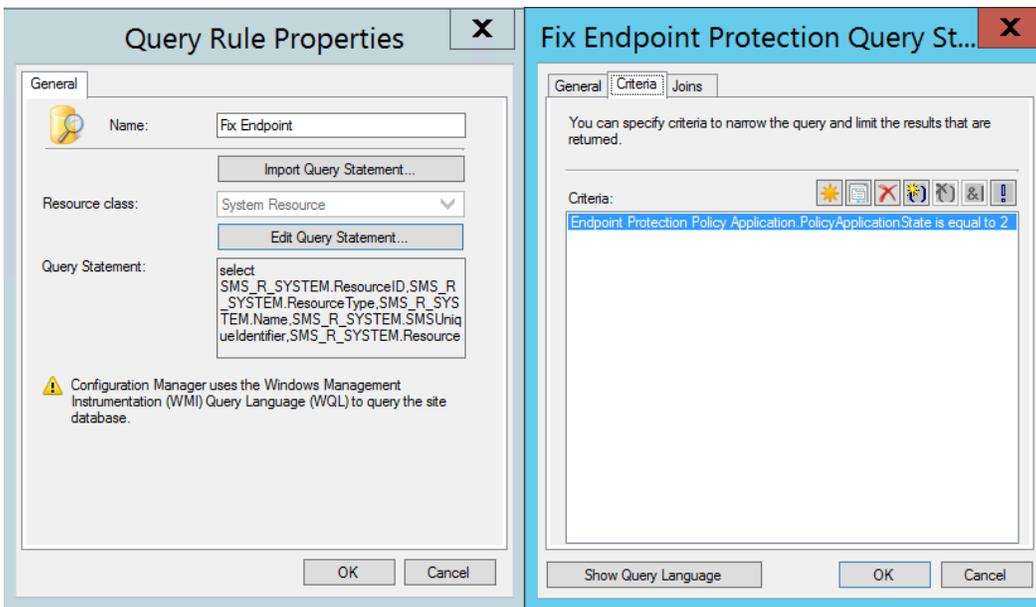 Query Rule Properties
X
General
Name:
Fix Endpoint
Import Query Statement...
Resource class:
System Resource
Edit Query Statement...
Query Statement:
select
SMS_R_SYSTEM.ResourceID,SMS_R
_SYSTEM.ResourceType,SMS_R_SYS
TEM.Name,SMS_R_SYSTEM.SMSUniq
ueIdentifier,SMS_R_SYSTEM.Resource
Configuration Manager uses the Windows Management
Instrumentation (WMI) Query Language (WQL) to query the site
database.
OK
Cancel
Fix Endpoint Protection Query St...
X
General
Criteria
Joins
You can specify criteria to narrow the query and limit the results that are
returned.
Criteria:
&|
!
Endpoint Protection Policy Application.PolicyApplicationState is equal to 2
Show Query Language
OK
Cancel